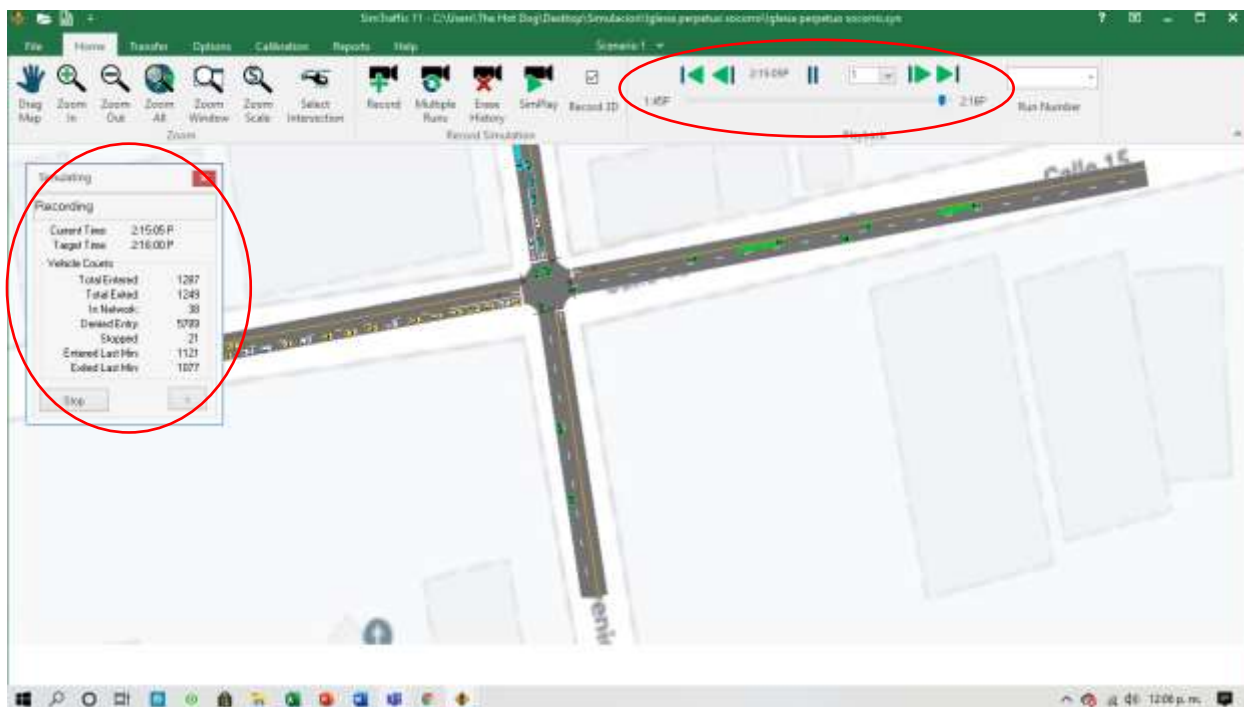 SimTraffic 11 - C:\Users\The Hot Dog\Desktop\Simulacion\Iglesia perpetuo socorro\Iglesia perpetuo socorro.syn
File Home Transfer Options Calibration Reports Help Scenario 1
Drag Map
Zoom In
Zoom Out
Zoom All
Zoom Window
Zoom Scale
Select Intersection
Record
Multiple Runs
Erase History
SimPlay
Record 3D
2:15:05P
1
1:45P
2:16P
Run Number
Zoom
Record Simulation
Playback
Simulating
Recording
Current Time 2:15:05 P
Target Time 2:16:00 P
Vehicle Counts
Total Entered 1287
Total Exited 1249
In Network: 38
Denied Entry 5789
Stopped 21
Entered Last Min 1121
Exited Last Min 1077
Stop
Calle 15
12:06 p. m.